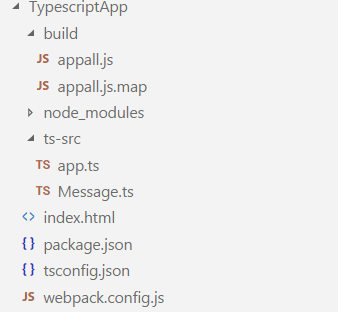 TypescriptApp
build
JS appall.js
JS appall.js.map
node_modules
ts-src
TS app.ts
TS Message.ts
<> index.html
{ } package.json
{ } tsconfig.json
JS webpack.config.js